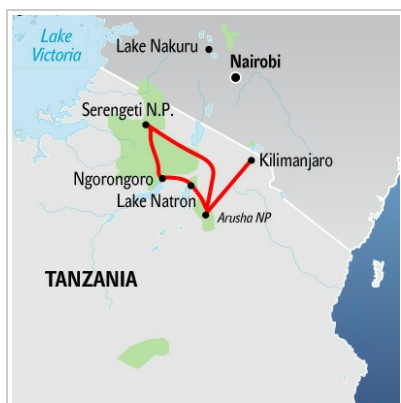 Lake
Victoria
Lake Nakuru
Nairobi
Serengeti N.P.
Kilimanjaro
Ngorongoro
Lake Natron
Arusha NP
TANZANIA